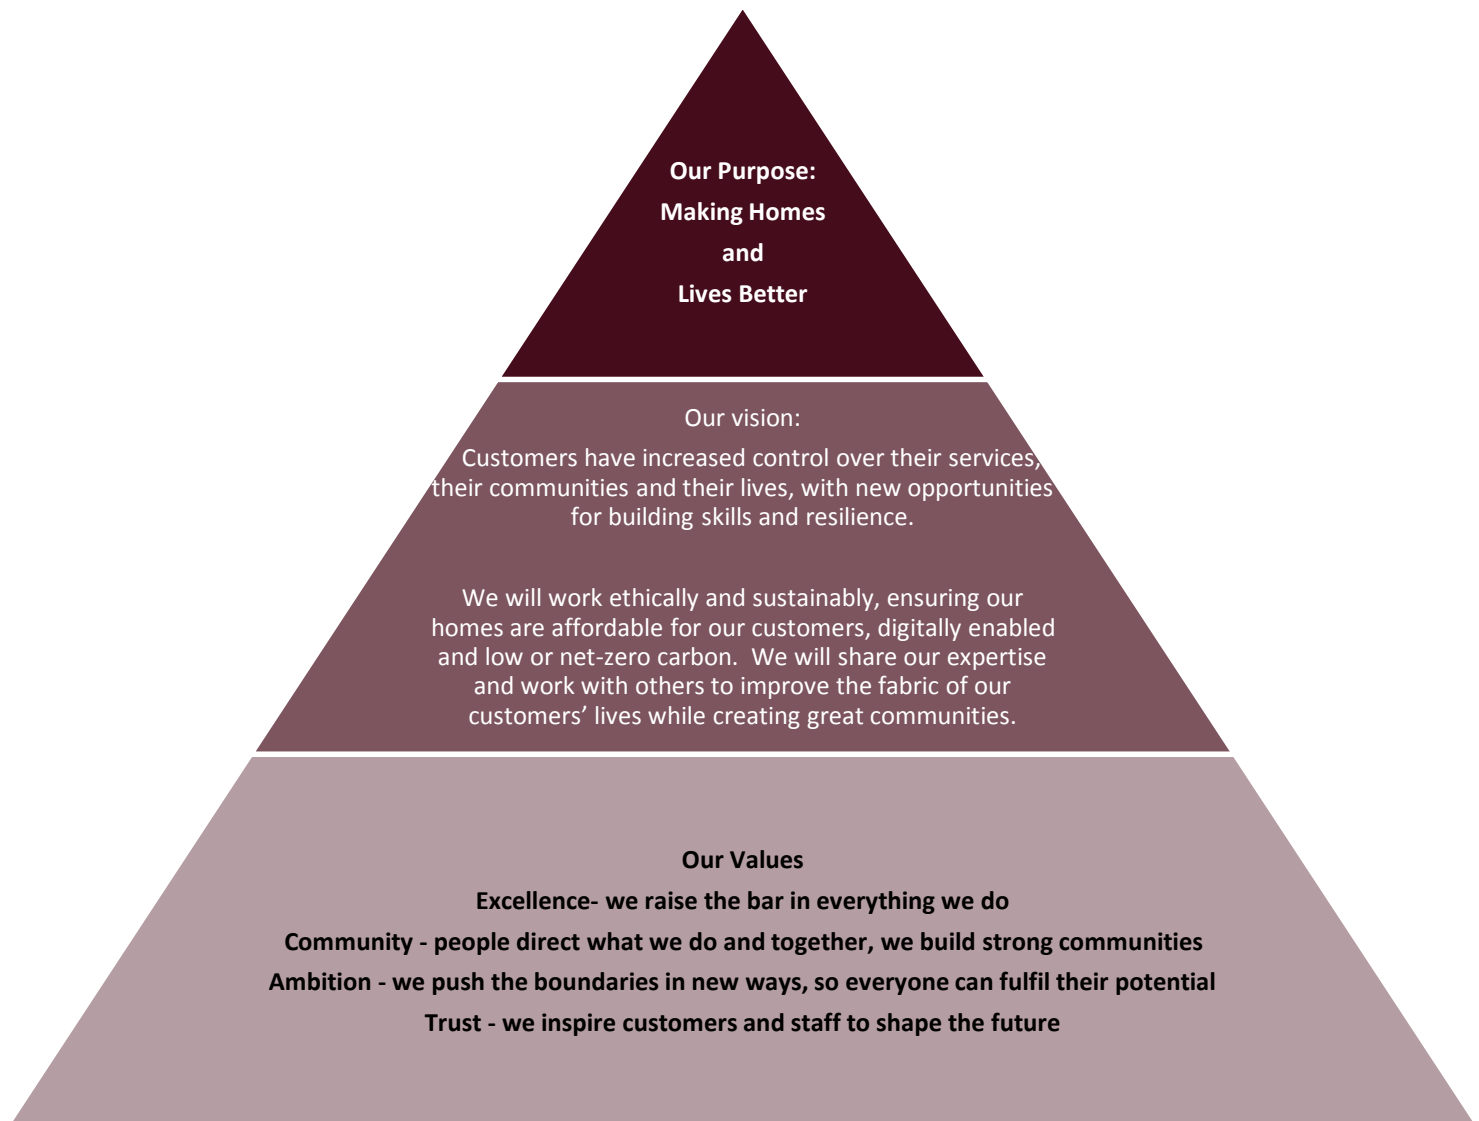 Our Purpose:
Making Homes
and
Lives Better
Our vision:
Customers have increased control over their services,
their communities and their lives, with new opportunities
for building skills and resilience.
We will work ethically and sustainably, ensuring our
homes are affordable for our customers, digitally enabled
and low or net-zero carbon.  We will share our expertise
and work with others to improve the fabric of our
customers’ lives while creating great communities.
Our Values
Excellence- we raise the bar in everything we do
Community - people direct what we do and together, we build strong communities
Ambition - we push the boundaries in new ways, so everyone can fulfil their potential
Trust - we inspire customers and staff to shape the future